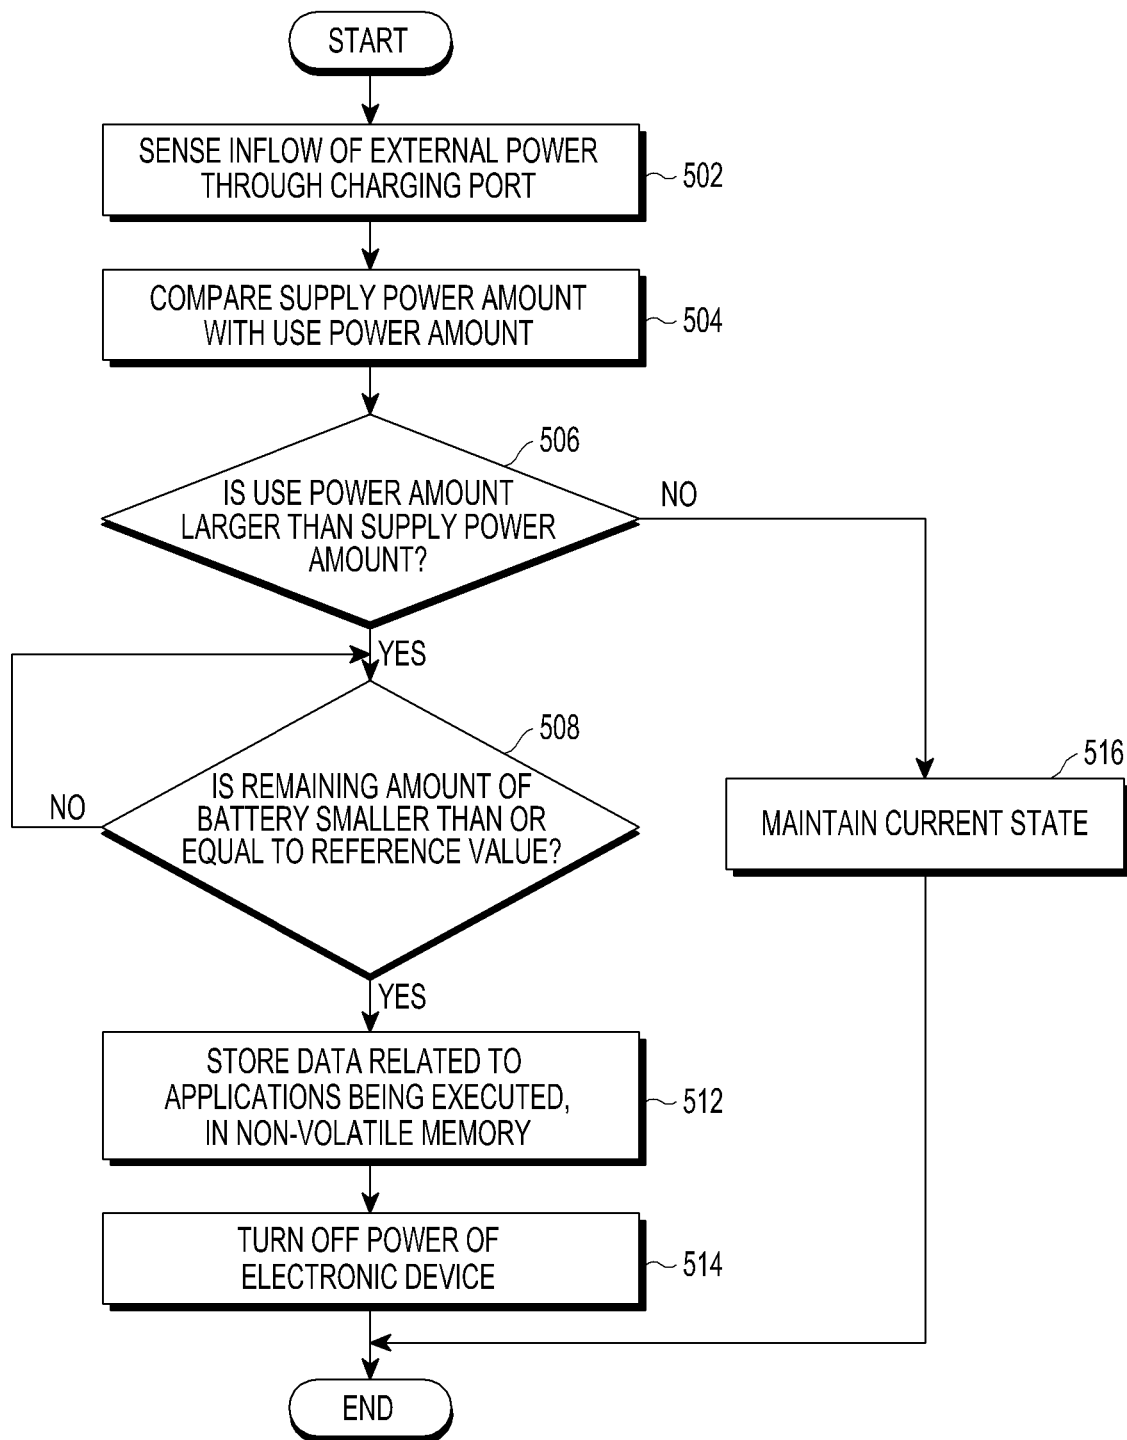 START
SENSE INFLOW OF EXTERNAL POWER
THROUGH CHARGING PORT
502
COMPARE SUPPLY POWER AMOUNT
WITH USE POWER AMOUNT
504
506
IS USE POWER AMOUNT
LARGER THAN SUPPLY POWER
AMOUNT?
NO
YES
508
IS REMAINING AMOUNT OF
BATTERY SMALLER THAN OR
EQUAL TO REFERENCE VALUE?
NO
516
MAINTAIN CURRENT STATE
YES
STORE DATA RELATED TO
APPLICATIONS BEING EXECUTED,
IN NON-VOLATILE MEMORY
512
TURN OFF POWER OF
ELECTRONIC DEVICE
514
END